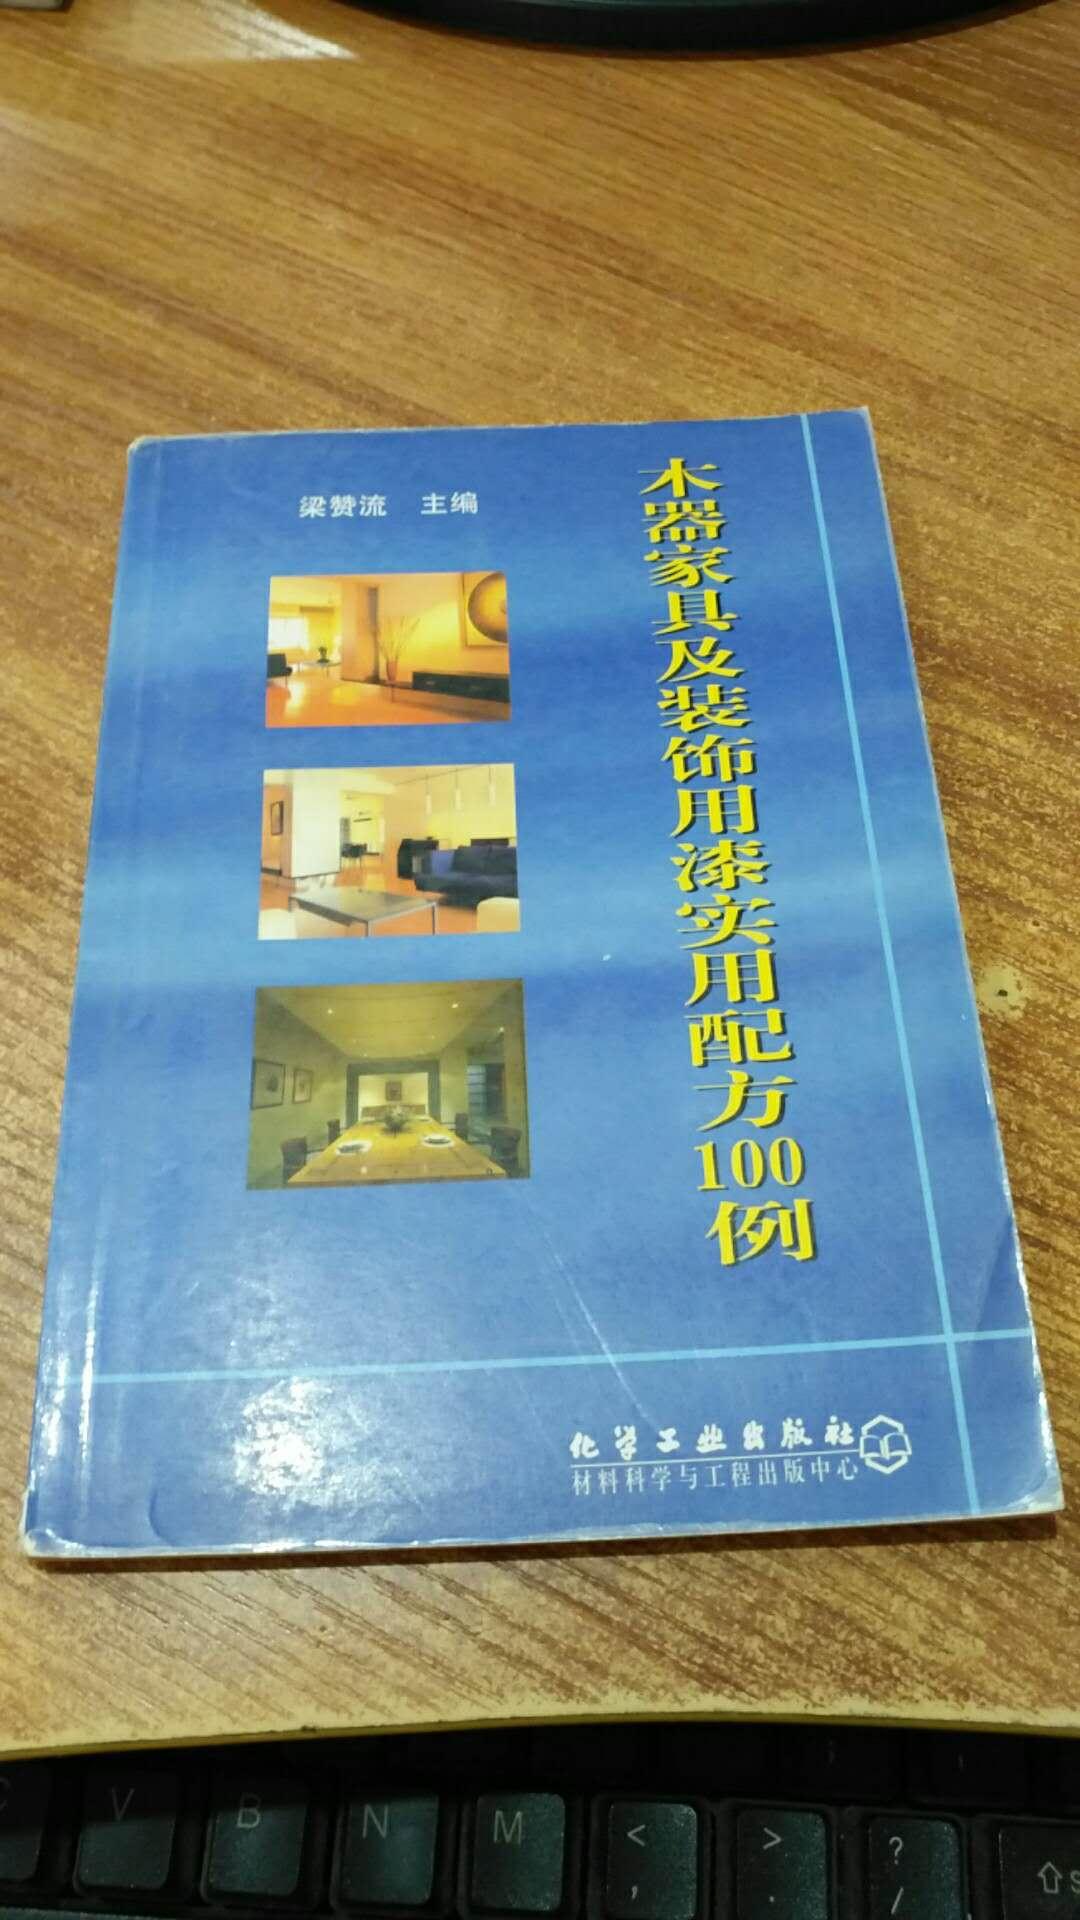 梁赞流 主编
木器家具及装饰用漆实用配方100例
化学工业出版社
材料科学与工程出版中心
C V B N M < , > . ? / ⇧ S